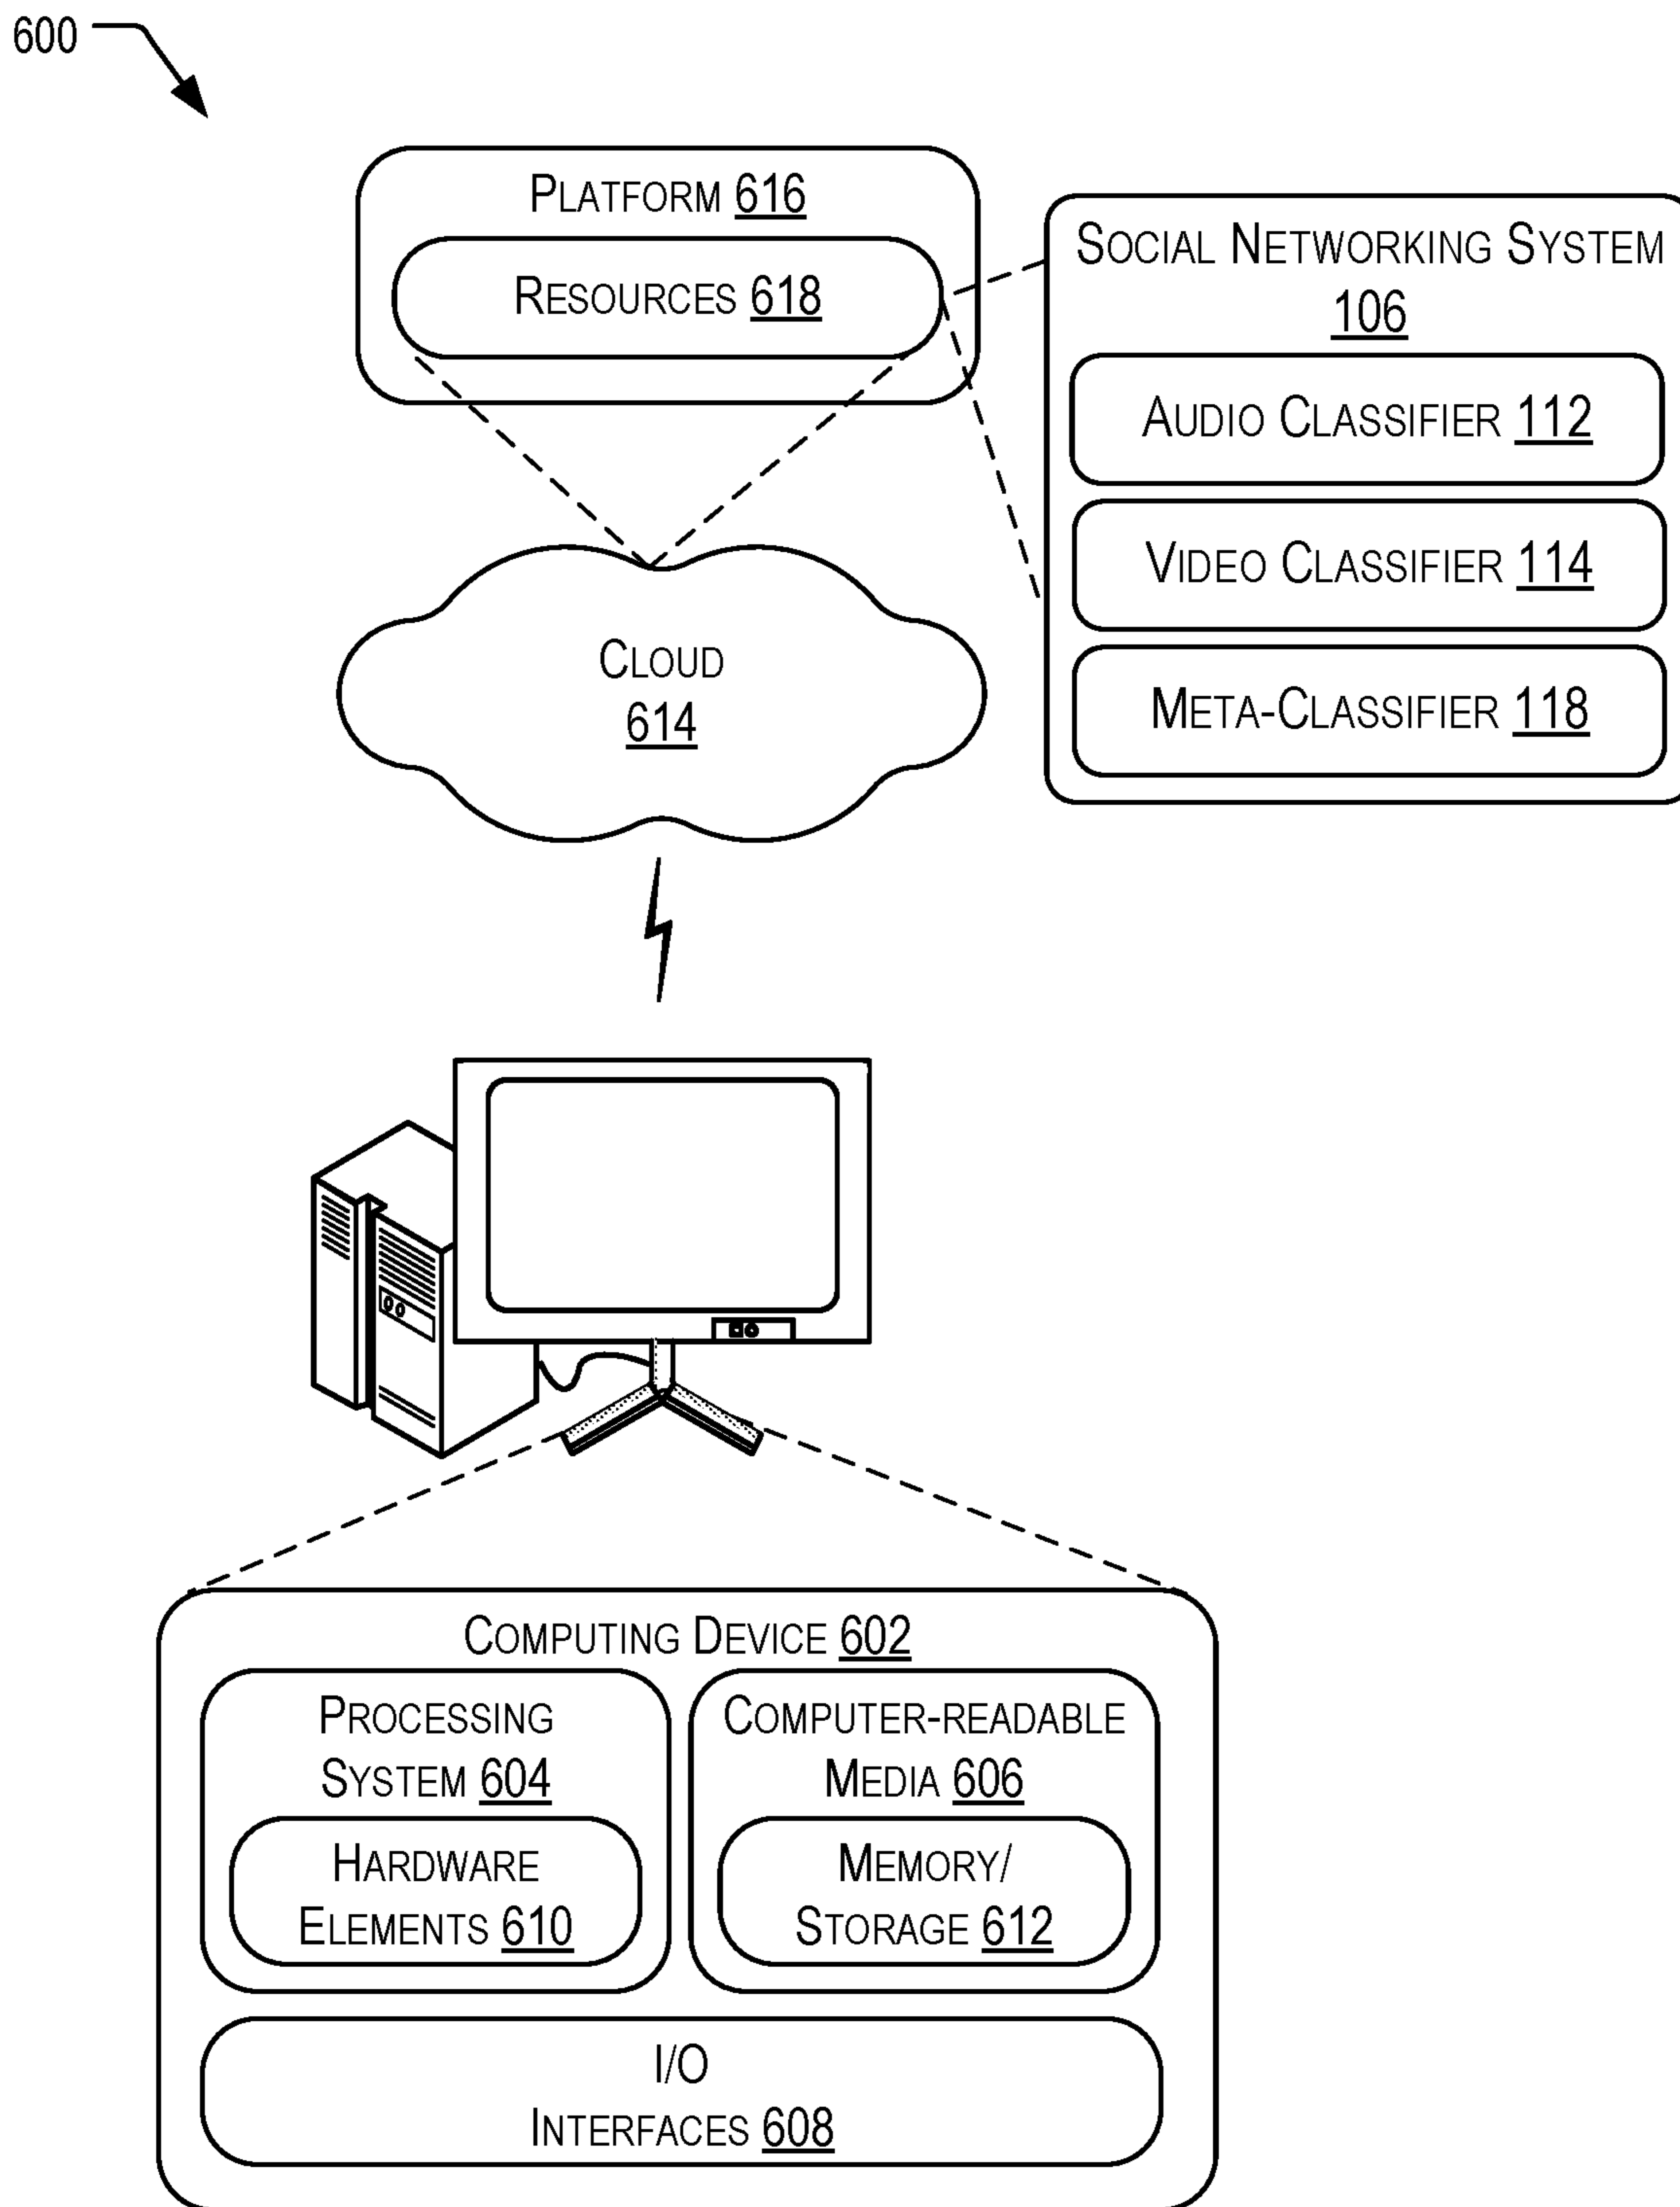 600
PLATFORM 616
RESOURCES 618
SOCIAL NETWORKING SYSTEM
106
AUDIO CLASSIFIER 112
VIDEO CLASSIFIER 114
META-CLASSIFIER 118
CLOUD
614
COMPUTING DEVICE 602
PROCESSING
SYSTEM 604
HARDWARE
ELEMENTS 610
COMPUTER-READABLE
MEDIA 606
MEMORY/
STORAGE 612
I/O
INTERFACES 608